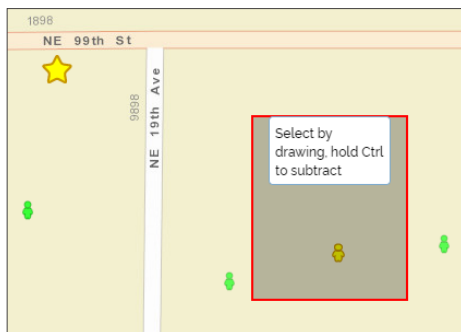 1898
NE 99th St
9898
NE 19th Ave
Select by
drawing, hold Ctrl
to subtract